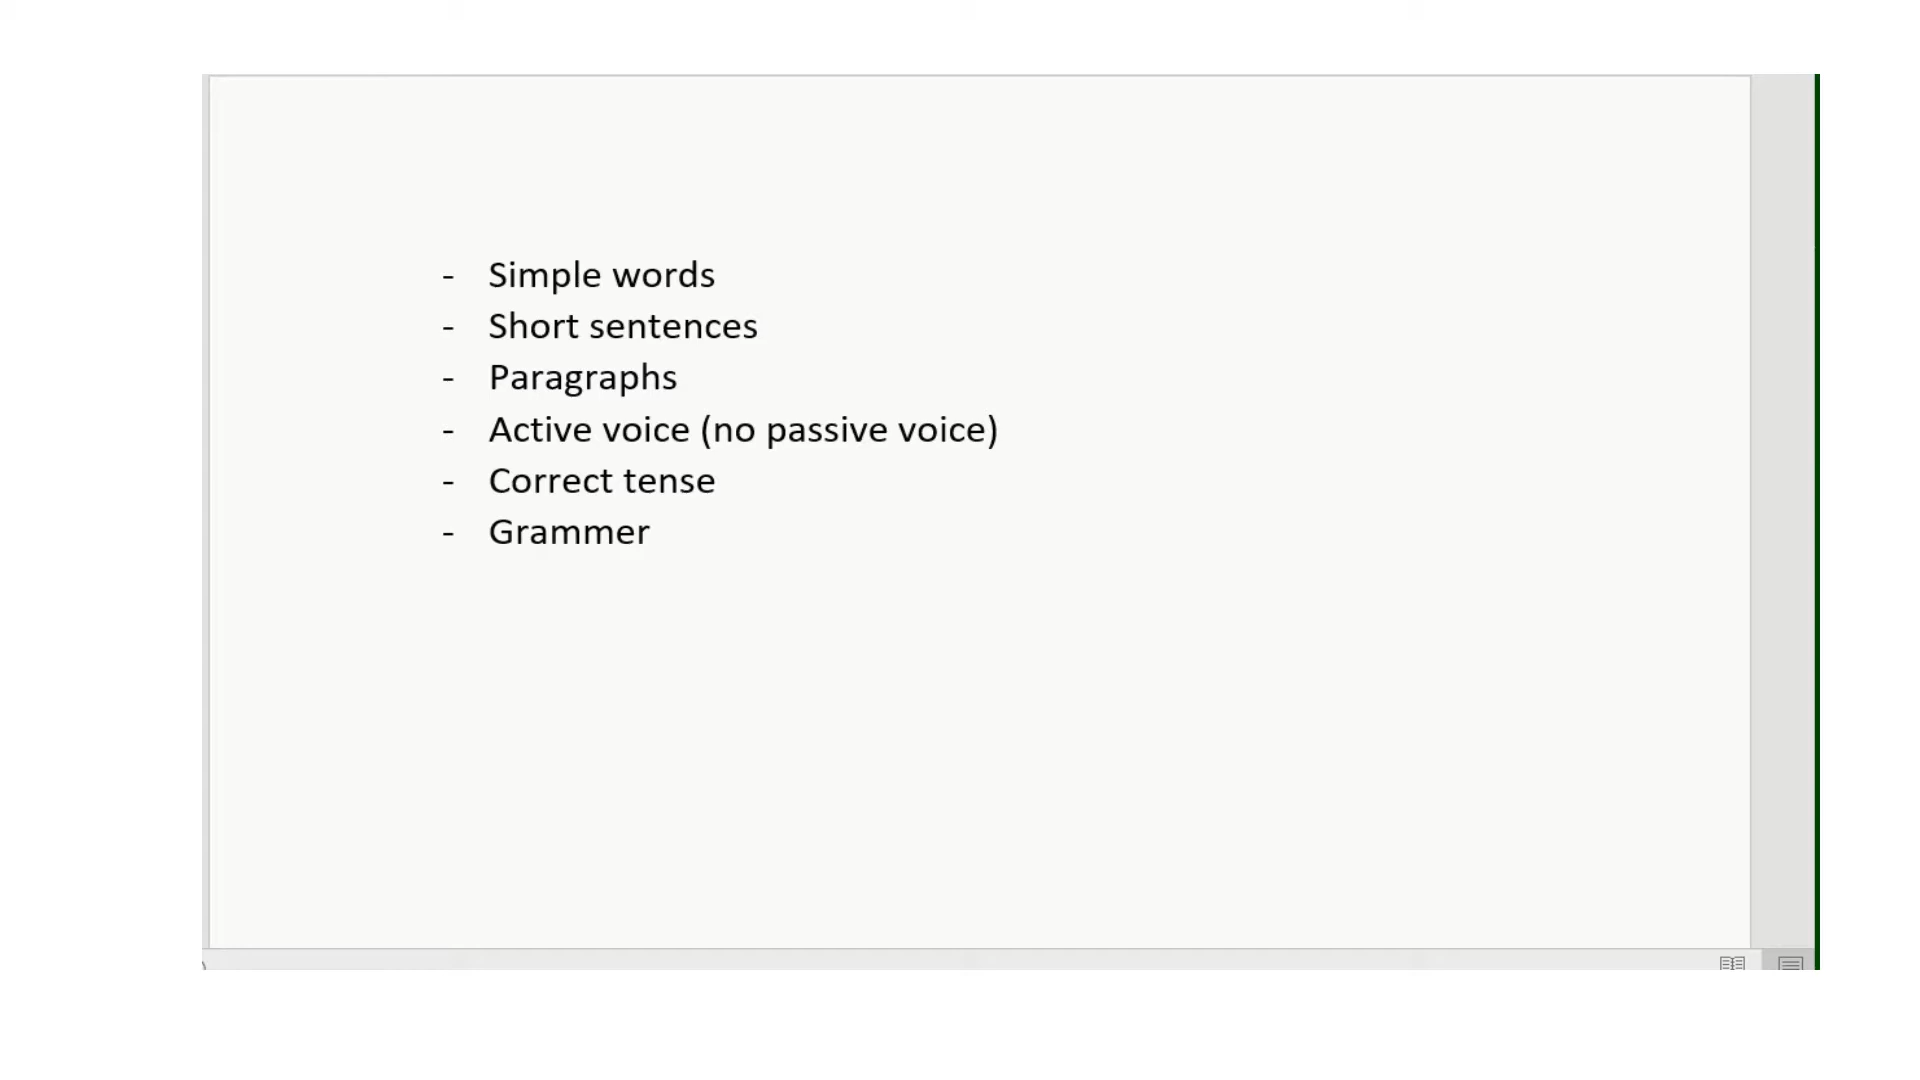 - Simple words
- Short sentences
- Paragraphs
- Active voice (no passive voice)
- Correct tense
- Grammer